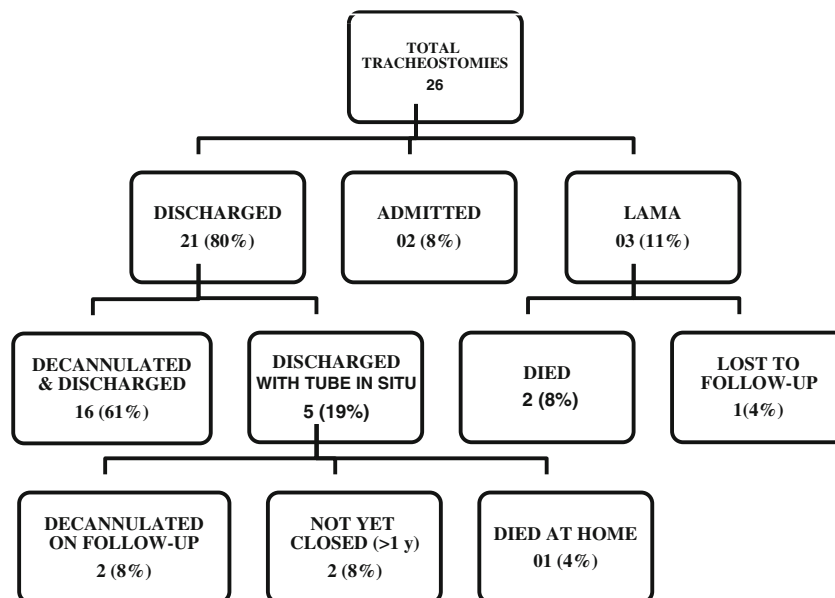 TOTAL
TRACHEOSTOMIES
26
DISCHARGED
21 (80%)
ADMITTED
02 (8%)
LAMA
03 (11%)
DECANNULATED
& DISCHARGED
16 (61%)
DISCHARGED
WITH TUBE IN SITU
5 (19%)
DIED
2 (8%)
LOST TO
FOLLOW-UP
1(4%)
DECANNULATED
ON FOLLOW-UP
2 (8%)
NOT YET
CLOSED (>1 y)
2 (8%)
DIED AT HOME
01 (4%)